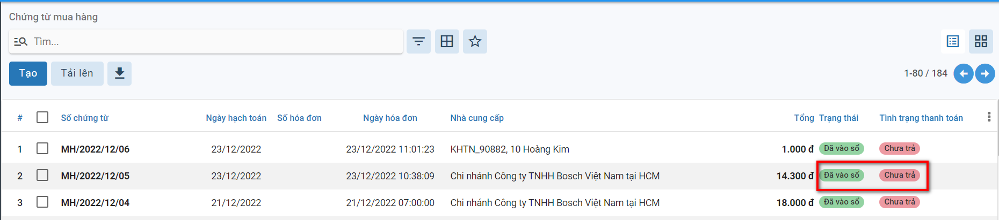 Chứng từ mua hàng
Tìm...
Tạo Tải lên 1-80 / 184
# Số chứng từ Ngày hạch toán Số hóa đơn Ngày hóa đơn Nhà cung cấp Tổng Trạng thái Tình trạng thanh toán
1 MH/2022/12/06 23/12/2022 23/12/2022 11:01:23 KHTN_90882, 10 Hoàng Kim 1.000 đ Đã vào sổ Chưa trả
2 MH/2022/12/05 23/12/2022 23/12/2022 10:38:09 Chi nhánh Công ty TNHH Bosch Việt Nam tại HCM 14.300 đ Đã vào sổ Chưa trả
3 MH/2022/12/04 21/12/2022 21/12/2022 07:00:00 Chi nhánh Công ty TNHH Bosch Việt Nam tại HCM 18.000 đ Đã vào sổ Chưa trả